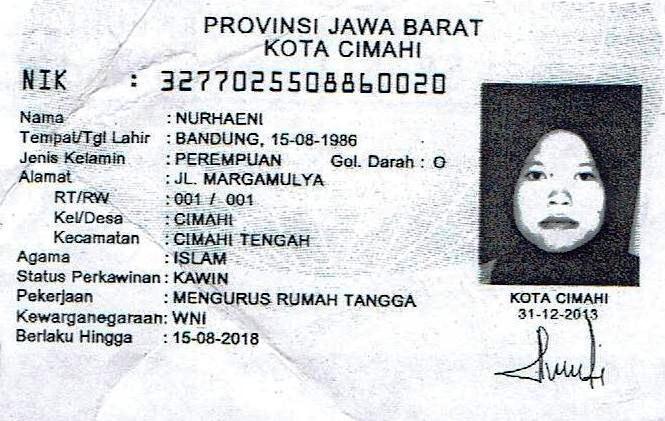 PROVINSI JAWA BARAT
KOTA CIMAHI
NIK : 3277025508860020
Nama : NURHAENI
Tempat/Tgl Lahir : BANDUNG, 15-08-1986
Jenis Kelamin : PEREMPUAN Gol. Darah : O
Alamat : JL. MARGAMULYA
RT/RW : 001 / 001
Kel/Desa : CIMAHI
Kecamatan : CIMAHI TENGAH
Agama : ISLAM
Status Perkawinan : KAWIN
Pekerjaan : MENGURUS RUMAH TANGGA
Kewarganegaraan : WNI
Berlaku Hingga : 15-08-2018
KOTA CIMAHI
31-12-2013